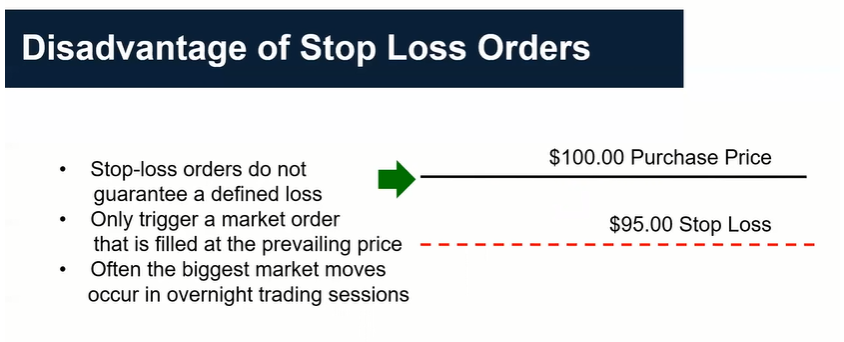 Disadvantage of Stop Loss Orders
• Stop-loss orders do not
guarantee a defined loss
• Only trigger a market order
that is filled at the prevailing price
• Often the biggest market moves
occur in overnight trading sessions
$100.00 Purchase Price
$95.00 Stop Loss